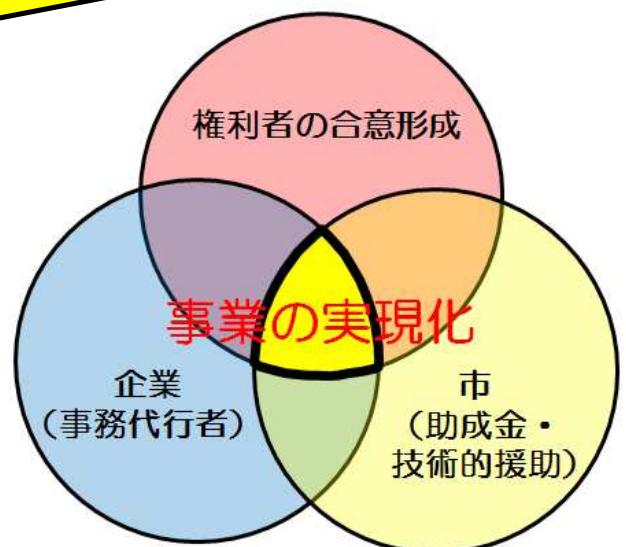 権利者の合意形成
事業の実現化
企業
(事務代行者)
市
(助成金・
技術的援助)